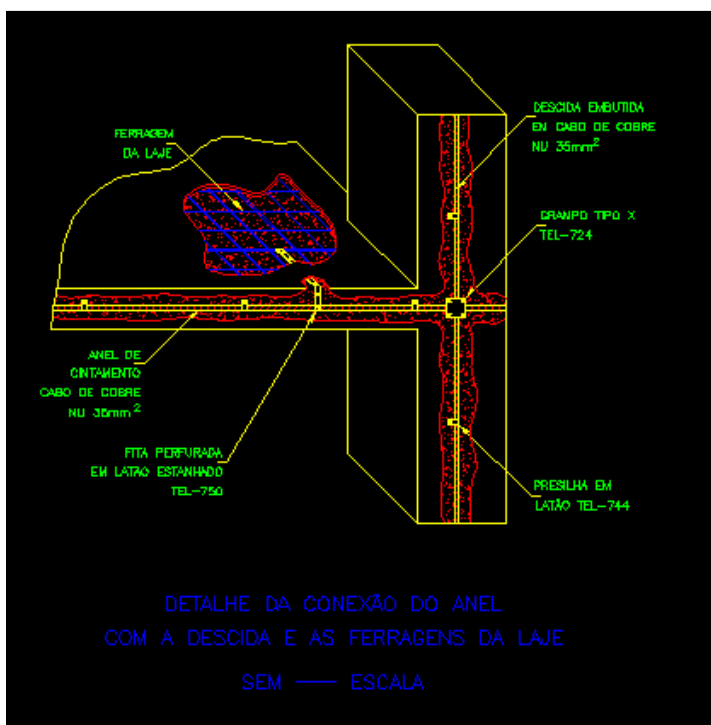 FERRAGEM
DA LAJE
DESCIDA EMBUTIDA
EN CABO DE COBRE
NU 35mm²
GRANPO TIPO X
TEL-724
ANEL DE
CINTAMENTO
CABO DE COBRE
NU 35mm²
FITA PERFURADA
EM LATÃO ESTANHADO
TEL-750
PRESILHA EM
LATÃO TEL-744
DETALHE DA CONEXÃO DO ANEL
COM A DESCIDA E AS FERRAGENS DA LAJE
SEM — ESCALA